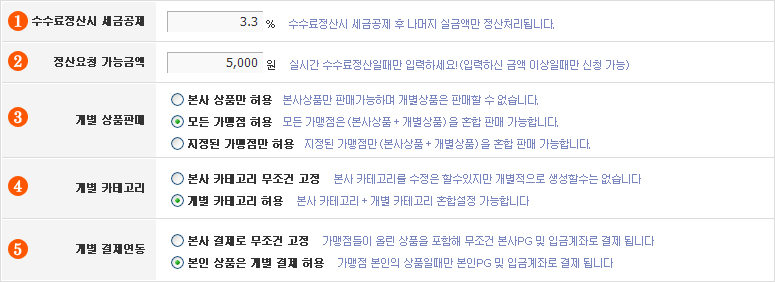 1 수수료정산시 세금공제 3.3 % 수수료정산시 세금공제 후 나머지 실금액만 정산처리됩니다.
2 정산요청 가능금액 5,000 원 실시간 수수료정산일때만 입력하세요! (입력하신 금액 이상일때만 신청 가능)
3 개별 상품판매
본사 상품만 허용 본사상품만 판매가능하며 개별상품은 판매할 수 없습니다.
모든 가맹점 허용 모든 가맹점은 (본사상품 + 개별상품) 을 혼합 판매 가능합니다.
지정된 가맹점만 허용 지정된 가맹점만 (본사상품 + 개별상품) 을 혼합 판매 가능합니다.
4 개별 카테고리
본사 카테고리 무조건 고정 본사 카테고리를 수정은 할수있지만 개별적으로 생성할수는 없습니다
개별 카테고리 허용 본사 카테고리 + 개별 카테고리 혼합설정 가능합니다
5 개별 결제연동
본사 결제로 무조건 고정 가맹점들이 올린 상품을 포함해 무조건 본사PG 및 입금계좌로 결제 됩니다
본인 상품은 개별 결제 허용 가맹점 본인의 상품일때만 본인PG 및 입금계좌로 결제 됩니다